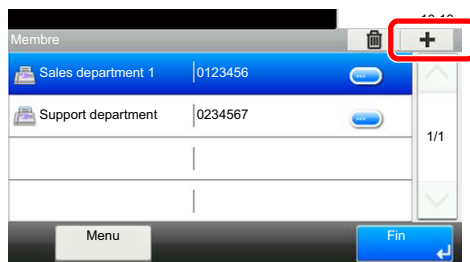 Membre
Sales department 1 0123456
Support department 0234567
1/1
Menu Fin